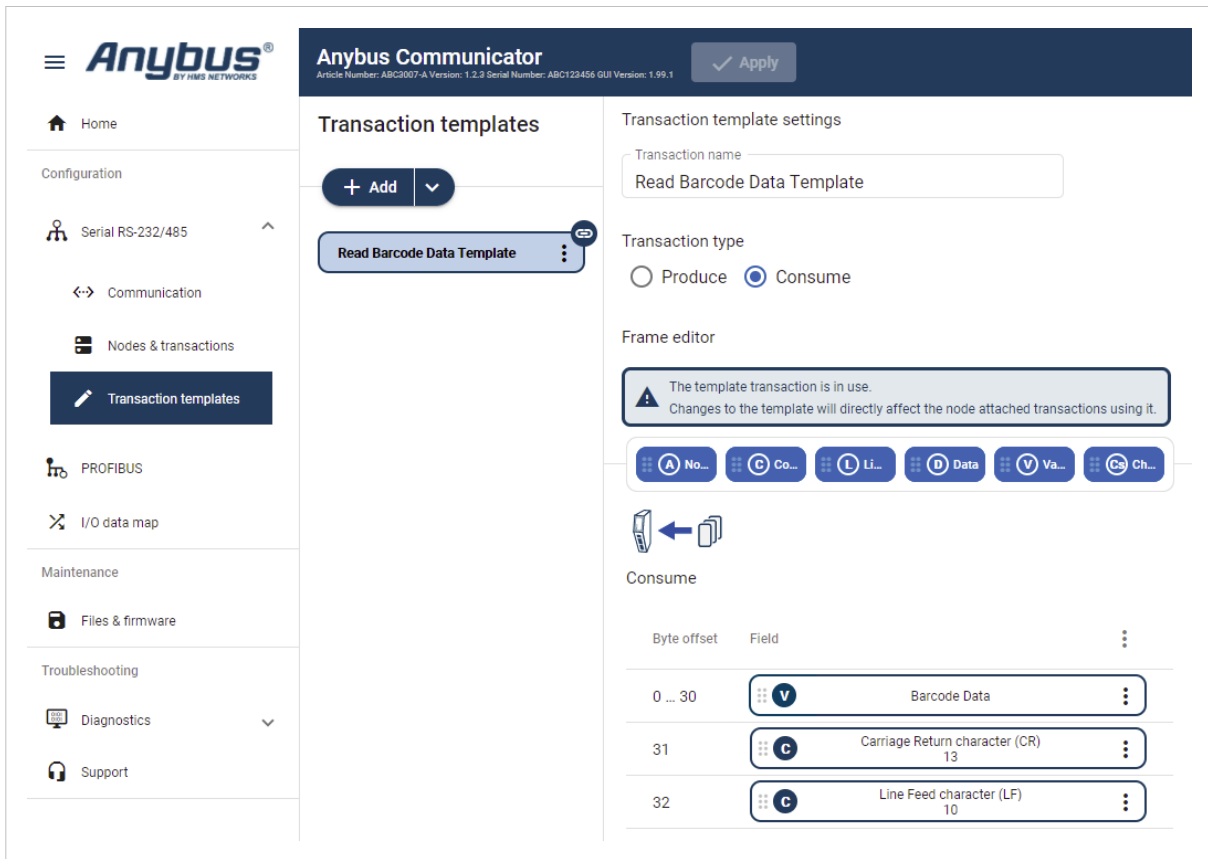 Anybus®
BY HMS NETWORKS
Home
Configuration
Serial RS-232/485
Communication
Nodes & transactions
Transaction templates
PROFIBUS
I/O data map
Maintenance
Files & firmware
Troubleshooting
Diagnostics
Support
Anybus Communicator
Article Number: ABC3007-A Version: 1.2.3 Serial Number: ABC123456 GUI Version: 1.99.1
Apply
Transaction templates
Add
Read Barcode Data Template
Transaction template settings
Transaction name
Read Barcode Data Template
Transaction type
Produce Consume
Frame editor
The template transaction is in use.
Changes to the template will directly affect the node attached transactions using it.
A No... C Co... L Li... D Data V Va... Cs Ch...
Consume
Byte offset Field
0 ... 30 V Barcode Data
31 C Carriage Return character (CR)
13
32 C Line Feed character (LF)
10